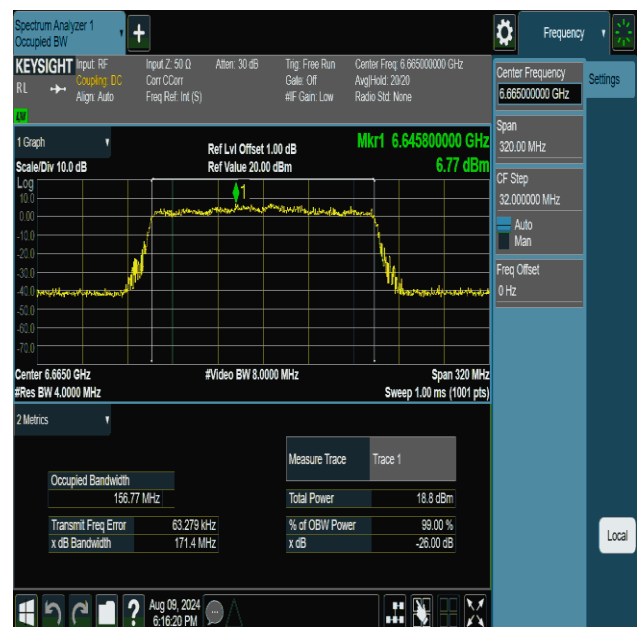 Spectrum Analyzer 1
Occupied BW
Frequency
KEYSIGHT Input: RF Input Z: 50 Ω Atten: 30 dB Trig: Free Run Center Freq: 6.665000000 GHz
RL Coupling: DC Corr CCorr Gate: Off Avg|Hold: 20/20
Align: Auto Freq Ref: Int (S) #IF Gain: Low Radio Std: None
Center Frequency
6.665000000 GHz
Settings
Span
320.00 MHz
CF Step
32.000000 MHz
Auto
Man
Freq Offset
0 Hz
Local
1 Graph
Ref Lvl Offset 1.00 dB
Mkr1 6.645800000 GHz
Scale/Div 10.0 dB
Ref Value 20.00 dBm
6.77 dBm
Log
1
10.0
0.00
-10.0
-20.0
-30.0
-40.0
-50.0
-60.0
-70.0
Center 6.6650 GHz #Video BW 8.0000 MHz Span 320 MHz
#Res BW 4.0000 MHz Sweep 1.00 ms (1001 pts)
2 Metrics
Measure Trace Trace 1
Occupied Bandwidth
156.77 MHz
Total Power 18.8 dBm
Transmit Freq Error 63.279 kHz % of OBW Power 99.00 %
x dB Bandwidth 171.4 MHz x dB -26.00 dB
Aug 09, 2024
6:16:20 PM